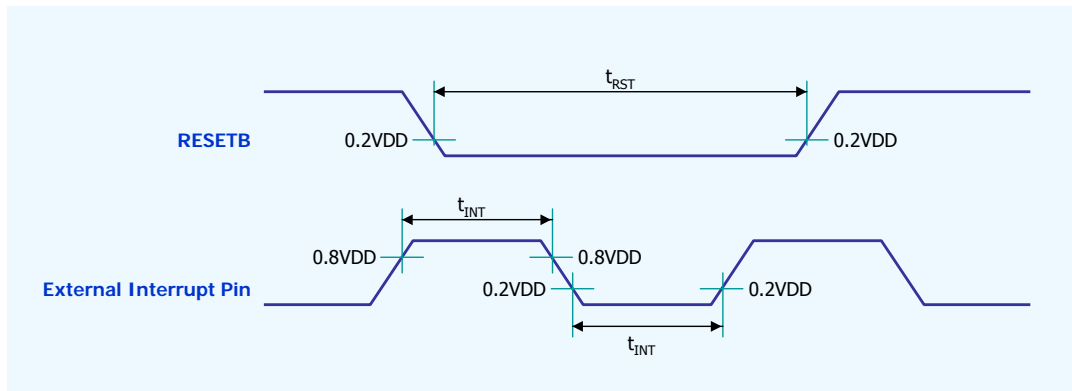 tRST
RESETB
0.2VDD
0.2VDD
tINT
0.8VDD
0.8VDD
External Interrupt Pin
0.2VDD
0.2VDD
tINT